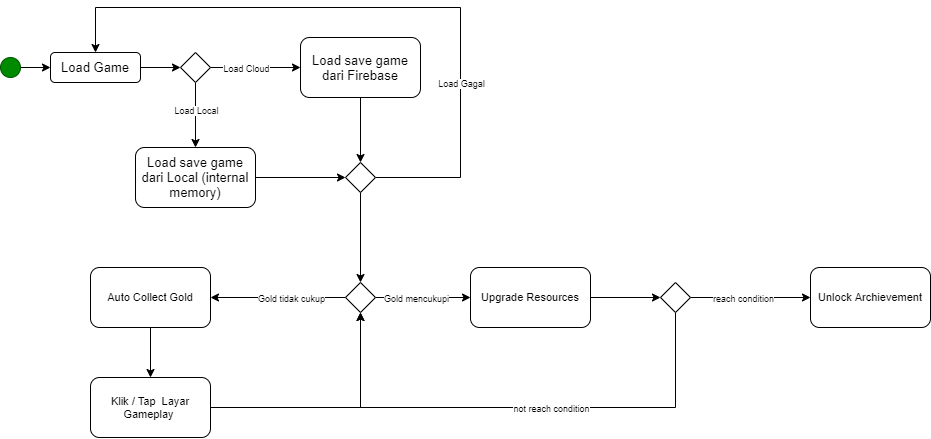 Load Game
Load Cloud
Load save game
dari Firebase
Load Gagal
Load Local
Load save game
dari Local (internal
memory)
Auto Collect Gold
Gold tidak cukup
Gold mencukupi
Upgrade Resources
reach condition
Unlock Archievement
Klik / Tap Layar
Gameplay
not reach condition